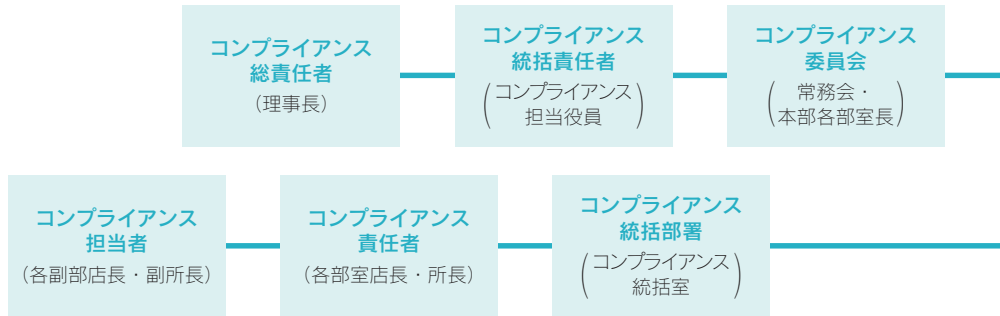 コンプライアンス
総責任者
（理事長）
コンプライアンス
統括責任者
（コンプライアンス
担当役員）
コンプライアンス
委員会
（常務会・
本部各部室長）
コンプライアンス
担当者
（各副部店長・副所長）
コンプライアンス
責任者
（各部室店長・所長）
コンプライアンス
統括部署
（コンプライアンス
統括室）